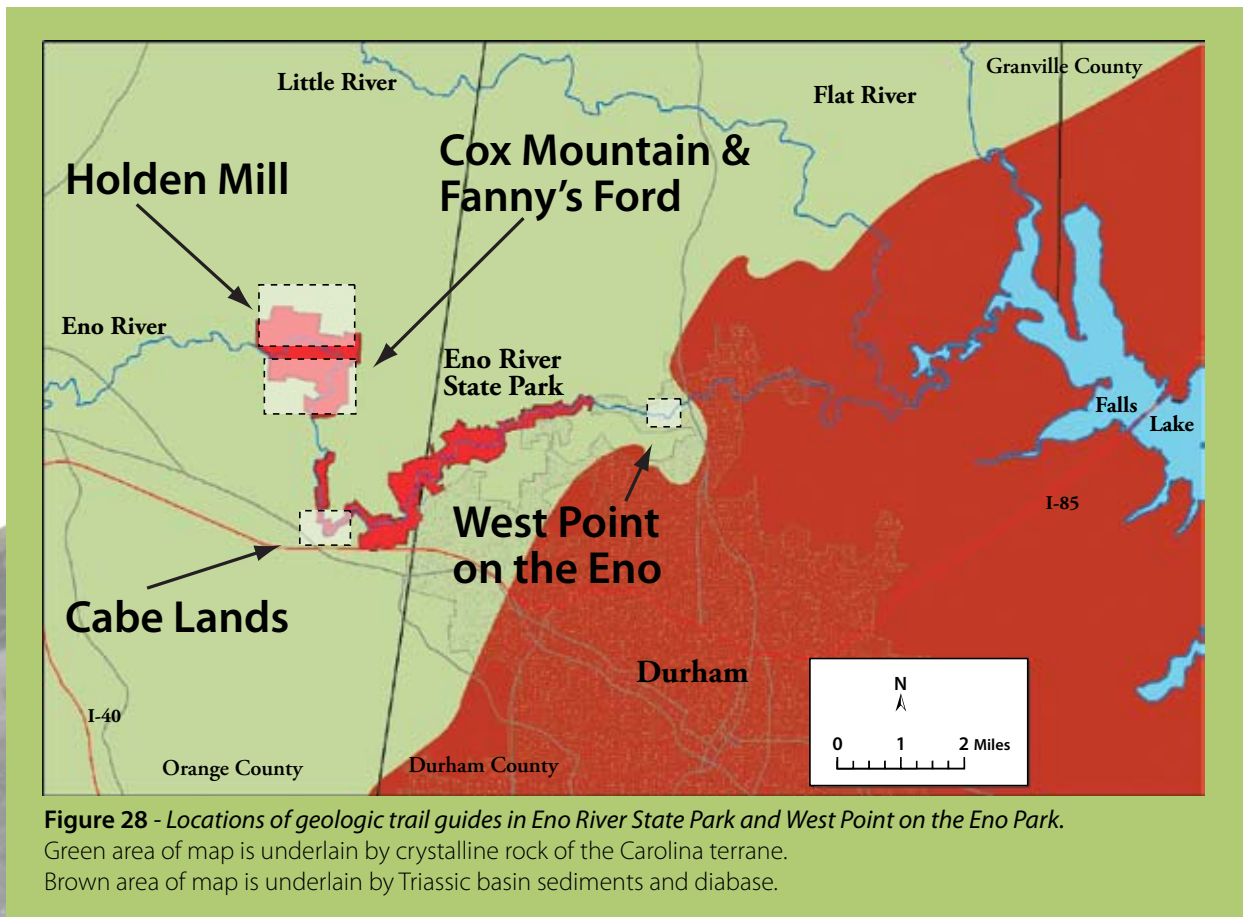 Little River
Granville County
Flat River
Cox Mountain &
Fanny's Ford
Holden Mill
Eno River
Eno River
State Park
Falls
Lake
I-85
West Point
on the Eno
Cabe Lands
Durham
N
0 1 2 Miles
I-40
Orange County
Durham County
Figure 28 - Locations of geologic trail guides in Eno River State Park and West Point on the Eno Park.
Green area of map is underlain by crystalline rock of the Carolina terrane.
Brown area of map is underlain by Triassic basin sediments and diabase.